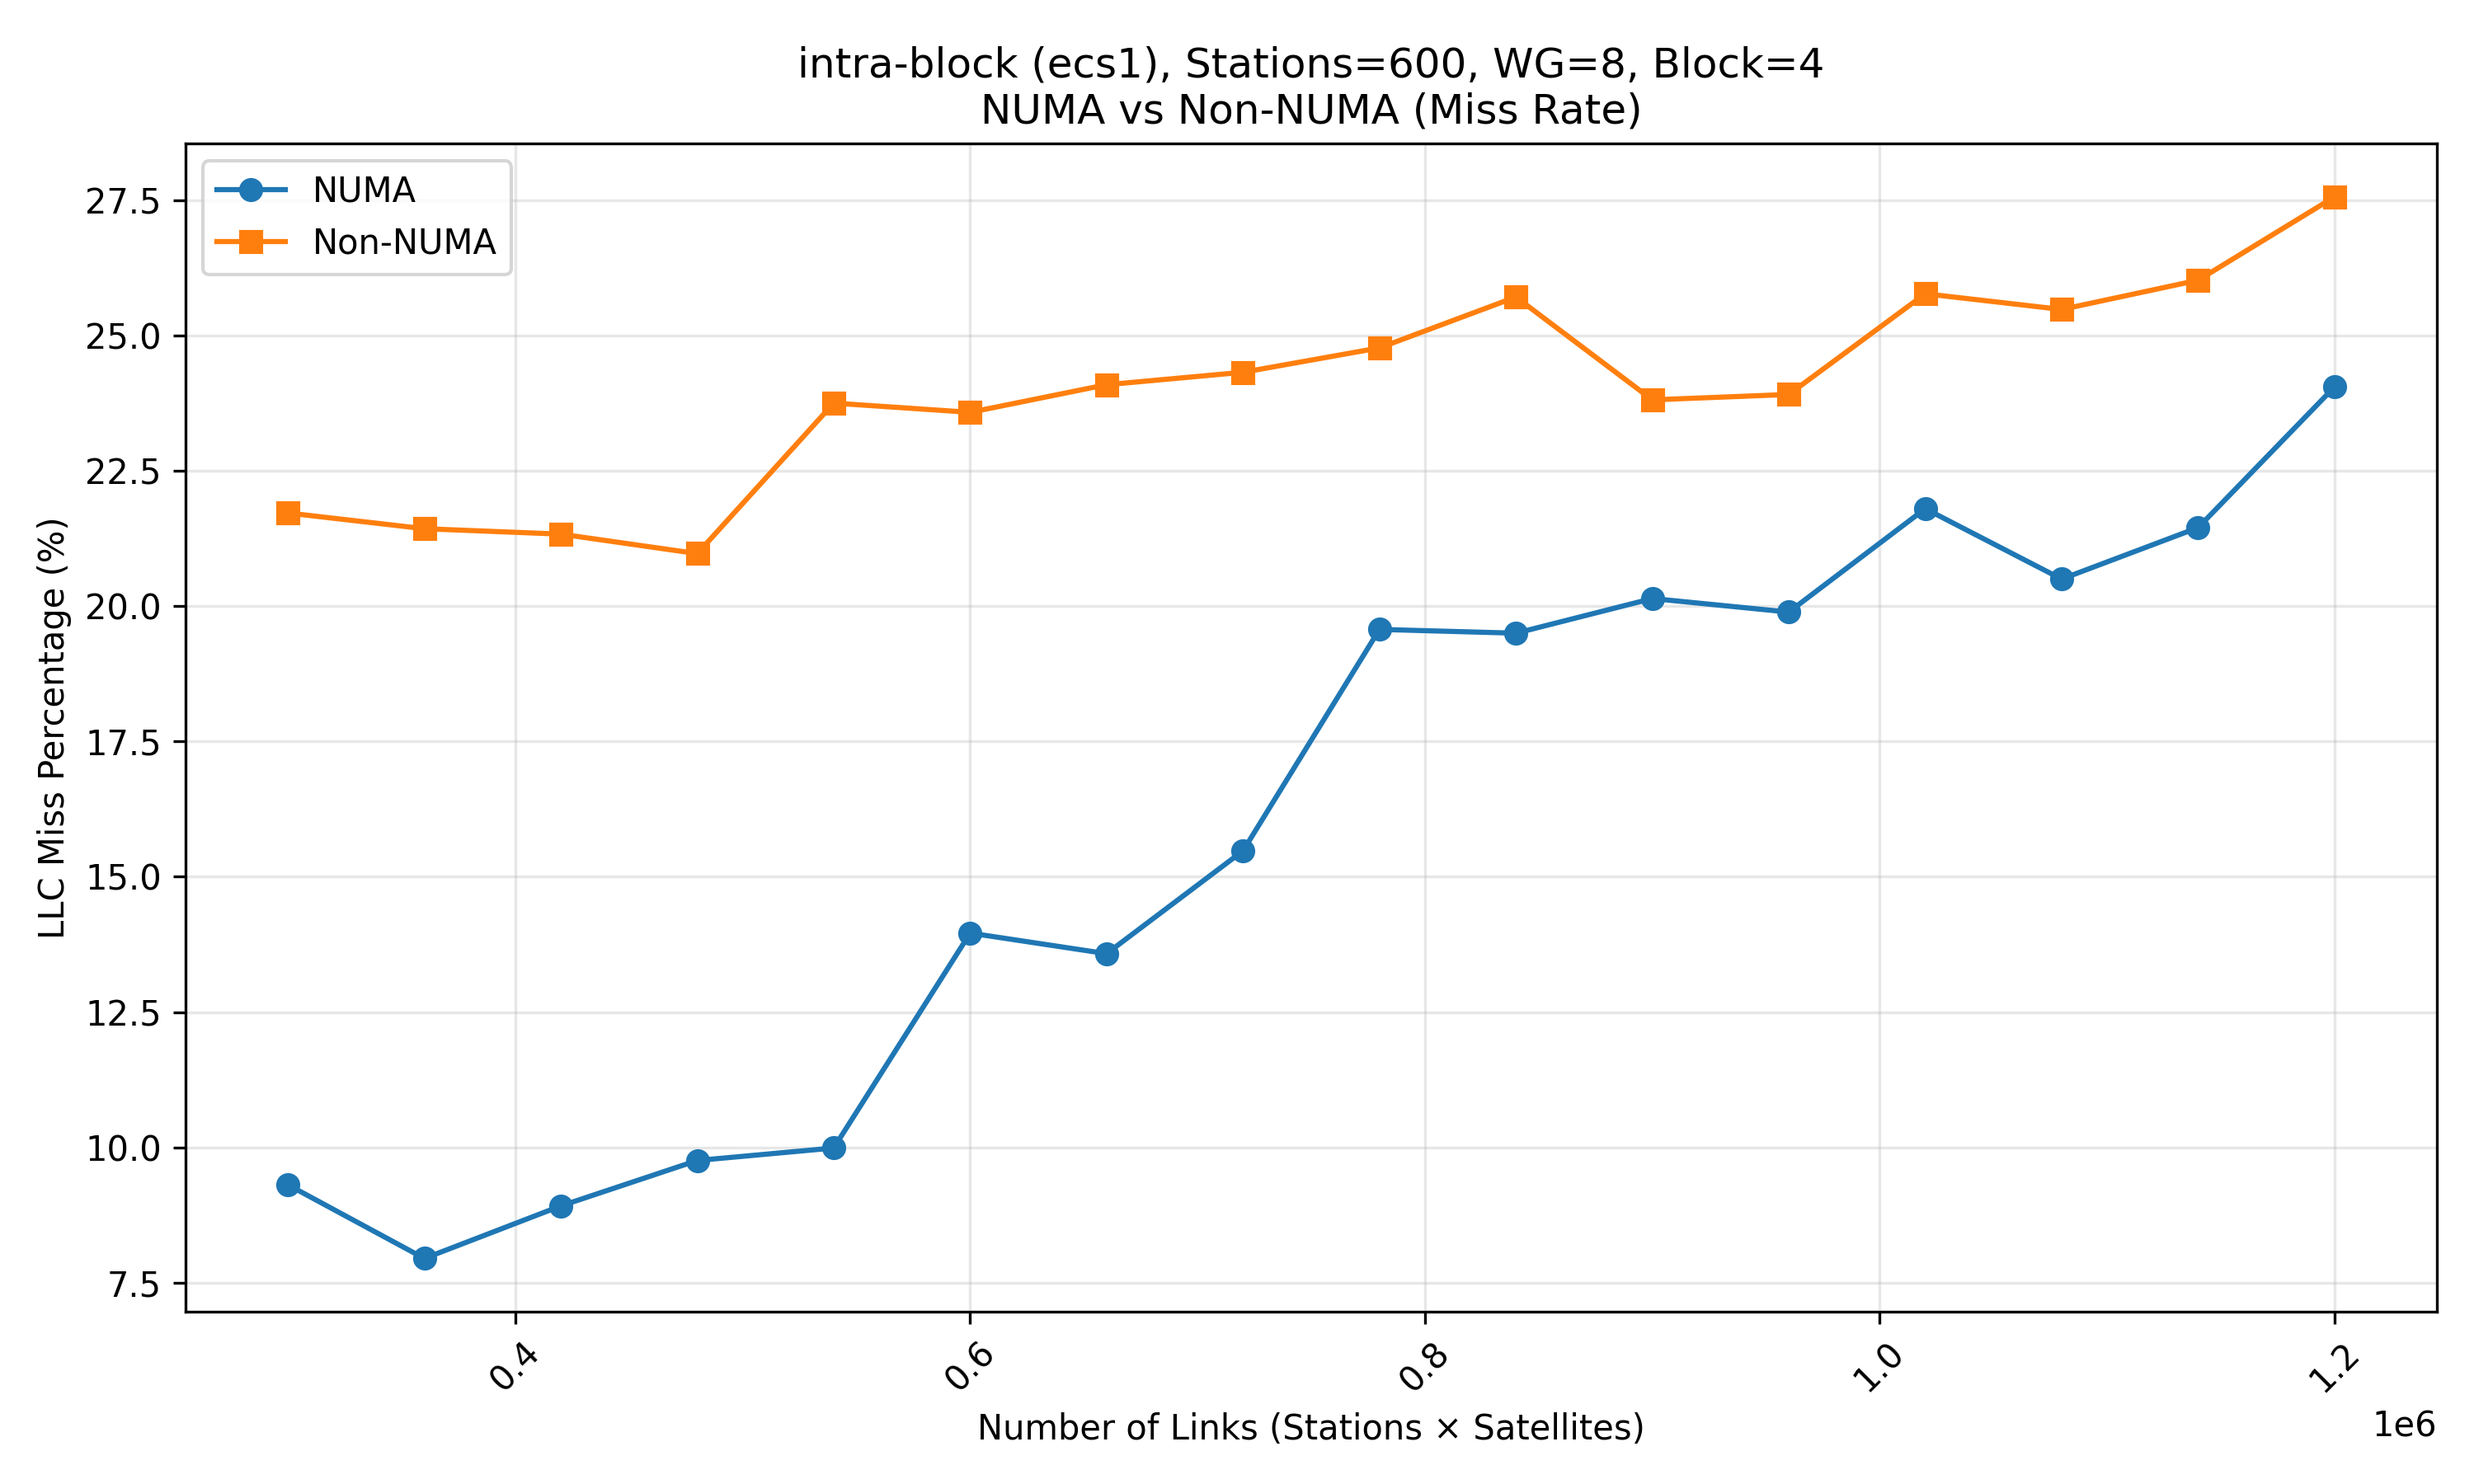 intra-block (ecs1), Stations=600, WG=8, Block=4
NUMA vs Non-NUMA (Miss Rate)
NUMA
Non-NUMA
27.5
25.0
22.5
20.0
17.5
15.0
12.5
10.0
7.5
LLC Miss Percentage (%)
0.4
0.6
0.8
1.0
1.2
1e6
Number of Links (Stations × Satellites)